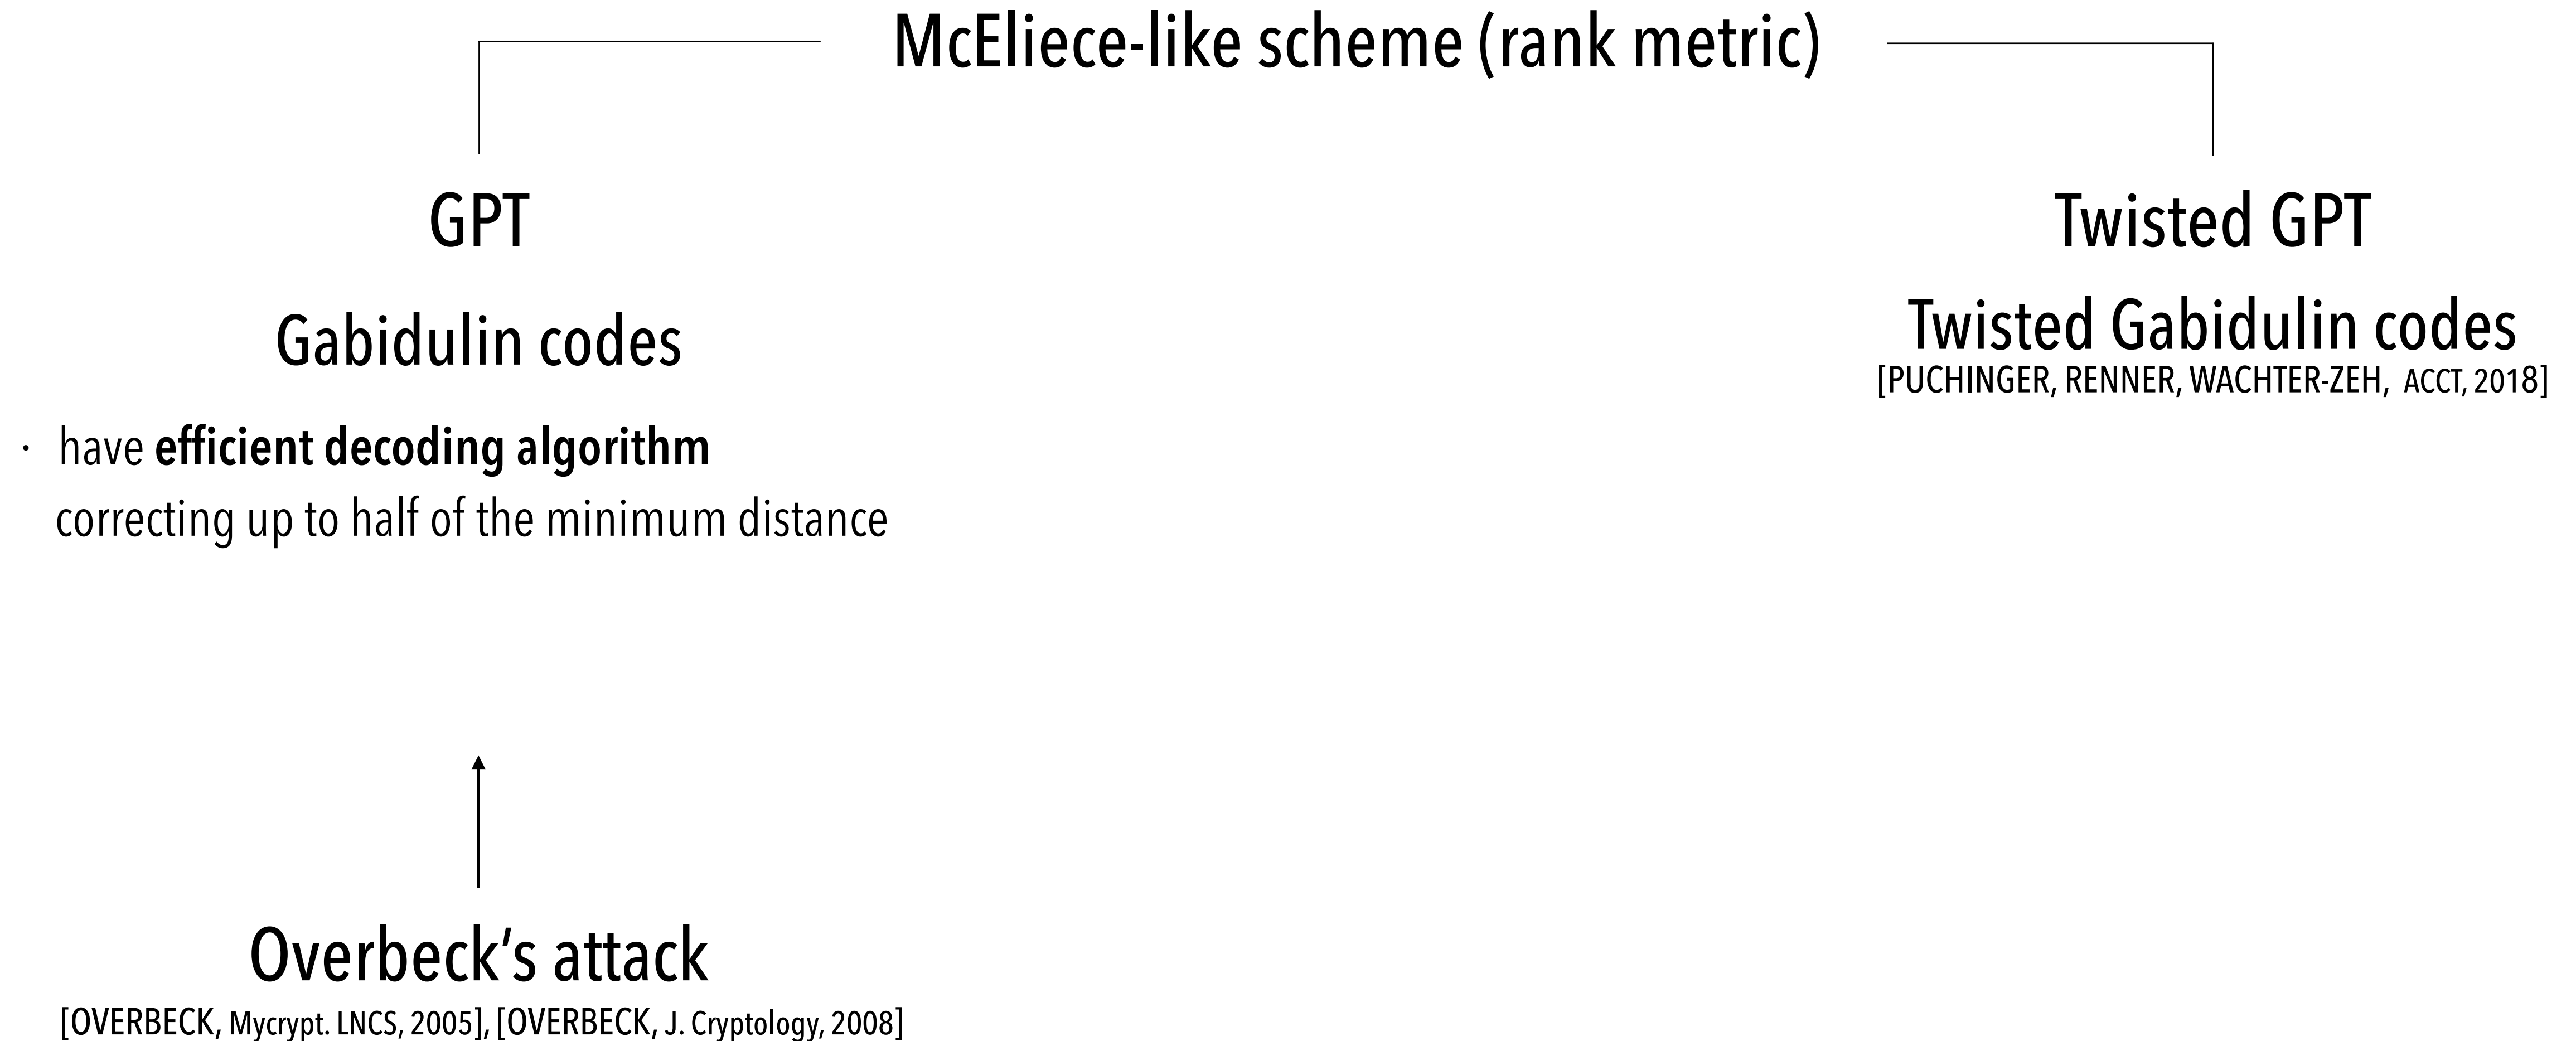 McEliece-like scheme (rank metric)
GPT
Gabidulin codes
· have efficient decoding algorithm
correcting up to half of the minimum distance
Overbeck‘s attack
[OVERBECK, Mycrypt. LNCS, 2005], [OVERBECK, J. Cryptology, 2008]
Twisted GPT
Twisted Gabidulin codes
[PUCHINGER, RENNER, WACHTER-ZEH, ACCT, 2018]